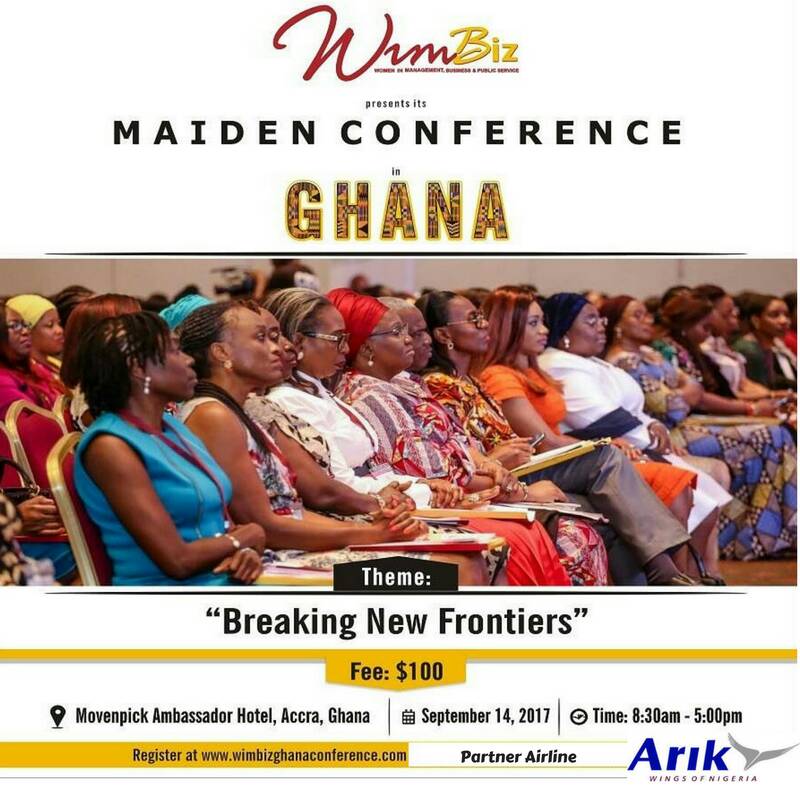 WimBiz
WOMEN IN MANAGEMENT, BUSINESS & PUBLIC SERVICE
presents its
MAIDEN CONFERENCE
in
GHANA
Theme:
“Breaking New Frontiers”
Fee: $100
Movenpick Ambassador Hotel, Accra, Ghana September 14, 2017 Time: 8:30am - 5:00pm
Register at www.wimbizghanaconference.com Partner Airline Arik
WINGS OF NIGERIA